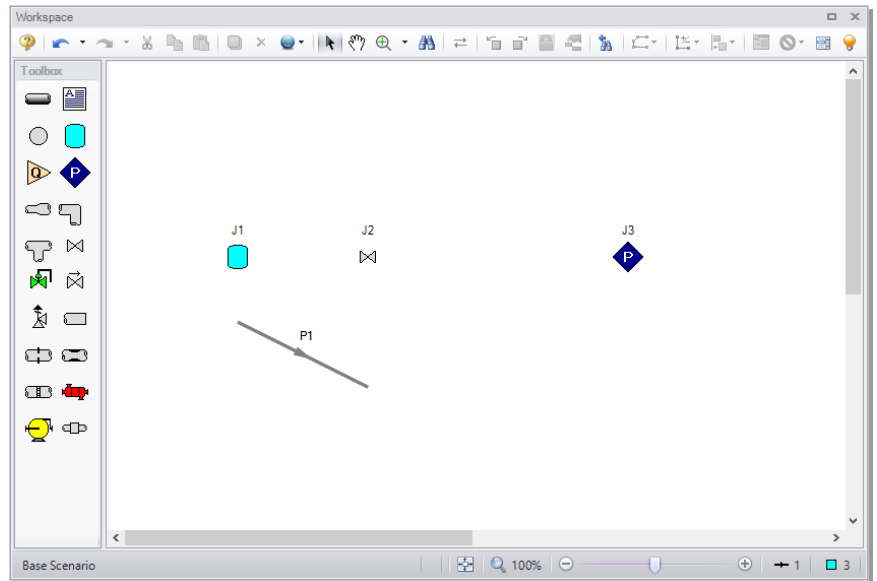 Workspace
Toolbox
A
Q P
J1 J2 J3
P
P1
Base Scenario 100% 1 3